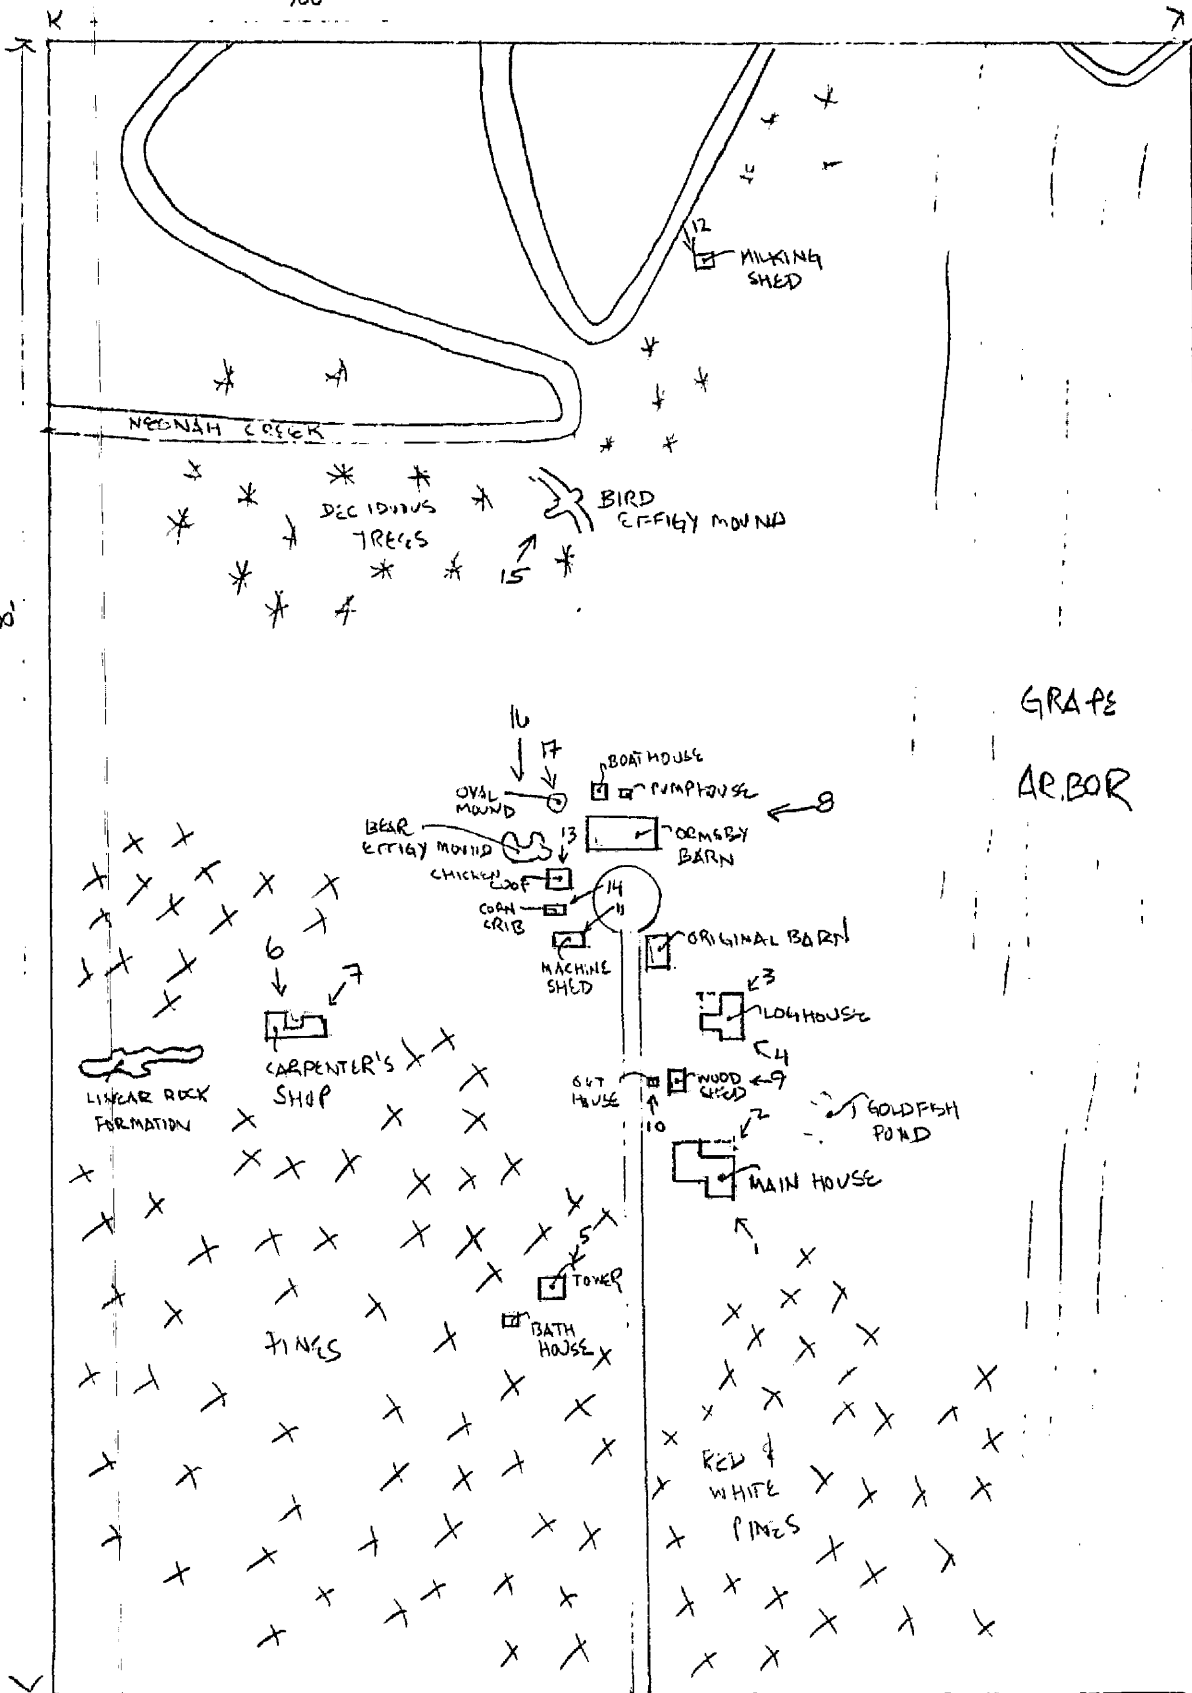 12
MILKING
SHED
NEENAH CREEK
DECIDUOUS
TREES
BIRD
EFFIGY MOUND
15
GRAPE
ARBOR
16
17
BOATHOUSE
PUMPHOUSE
8
OVAL
MOUND
BEAR
EFFIGY MOUND
13
ORMSBY
BARN
CHICKEN
COOP
14
CORN
CRIB
11
MACHINE
SHED
ORIGINAL BARN
6
7
3
LOGHOUSE
4
CARPENTER'S
SHOP
LINEAR ROCK
FORMATION
OUT
HOUSE
WOOD
SHED
9
10
2
GOLDFISH
POND
MAIN HOUSE
1
5
TOWER
BATH
HOUSE
PINES
RED &
WHITE
PINES